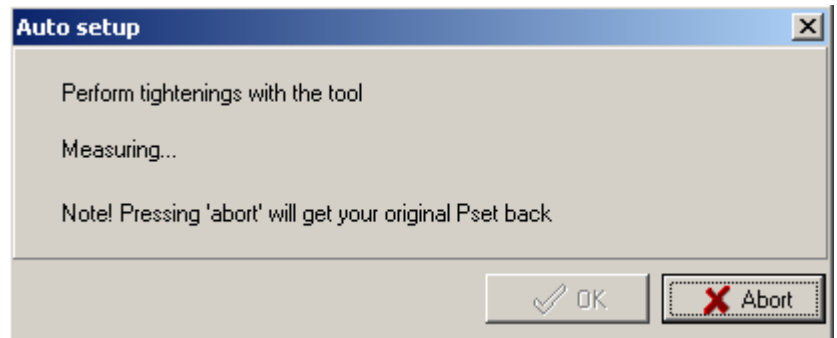 Auto setup
Perform tightenings with the tool
Measuring...
Note! Pressing 'abort' will get your original Pset back
OK
Abort